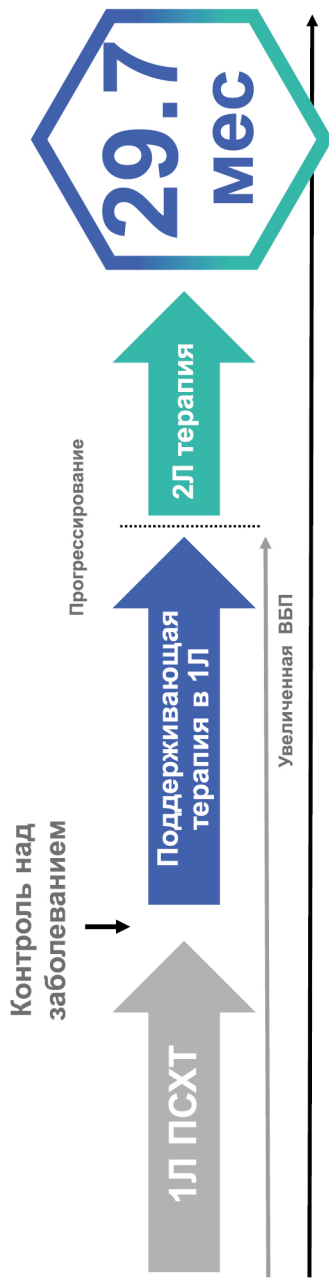 Контроль над
заболеванием
Прогрессирование
1Л ПСХТ
Поддерживающая
терапия в 1Л
2Л терапия
29.7
мес
Увеличенная ВБП